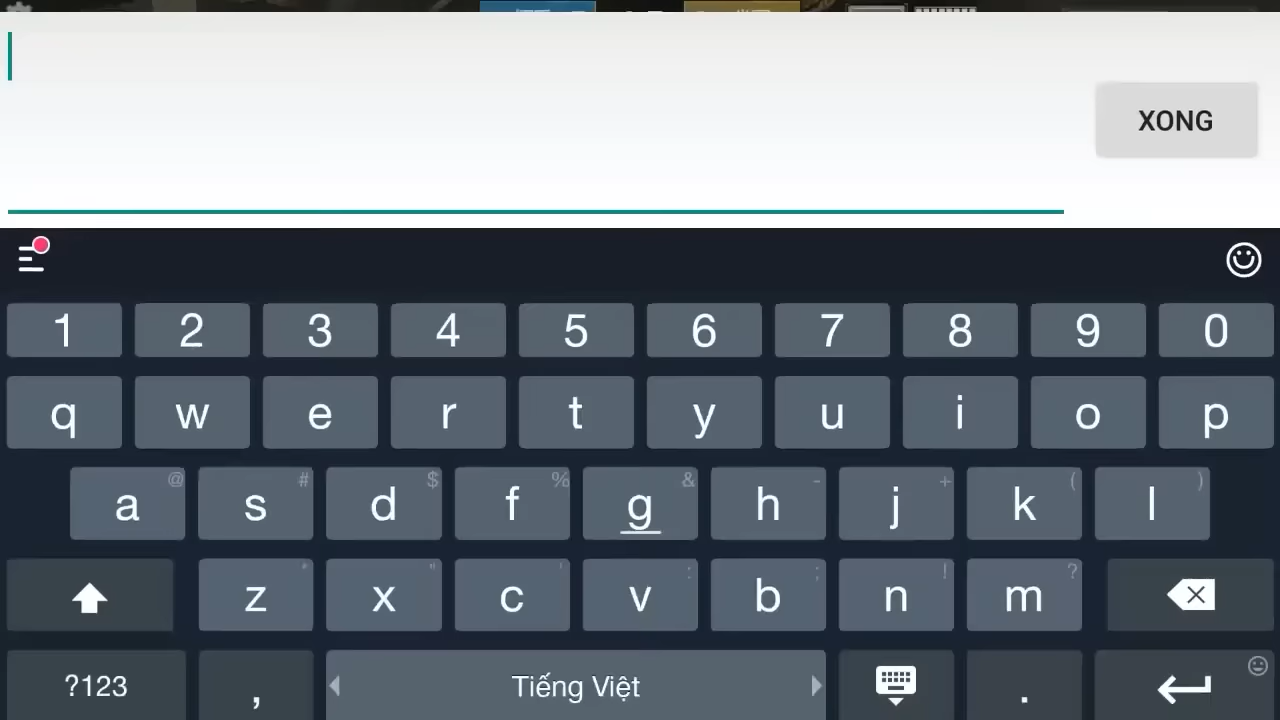 XONG
1 2 3 4 5 6 7 8 9 0
q w e r t y u i o p
@ # $ % & - + ( )
a s d f g h j k l
* " ' : ; ! ?
z x c v b n m
?123 , Tiếng Việt .